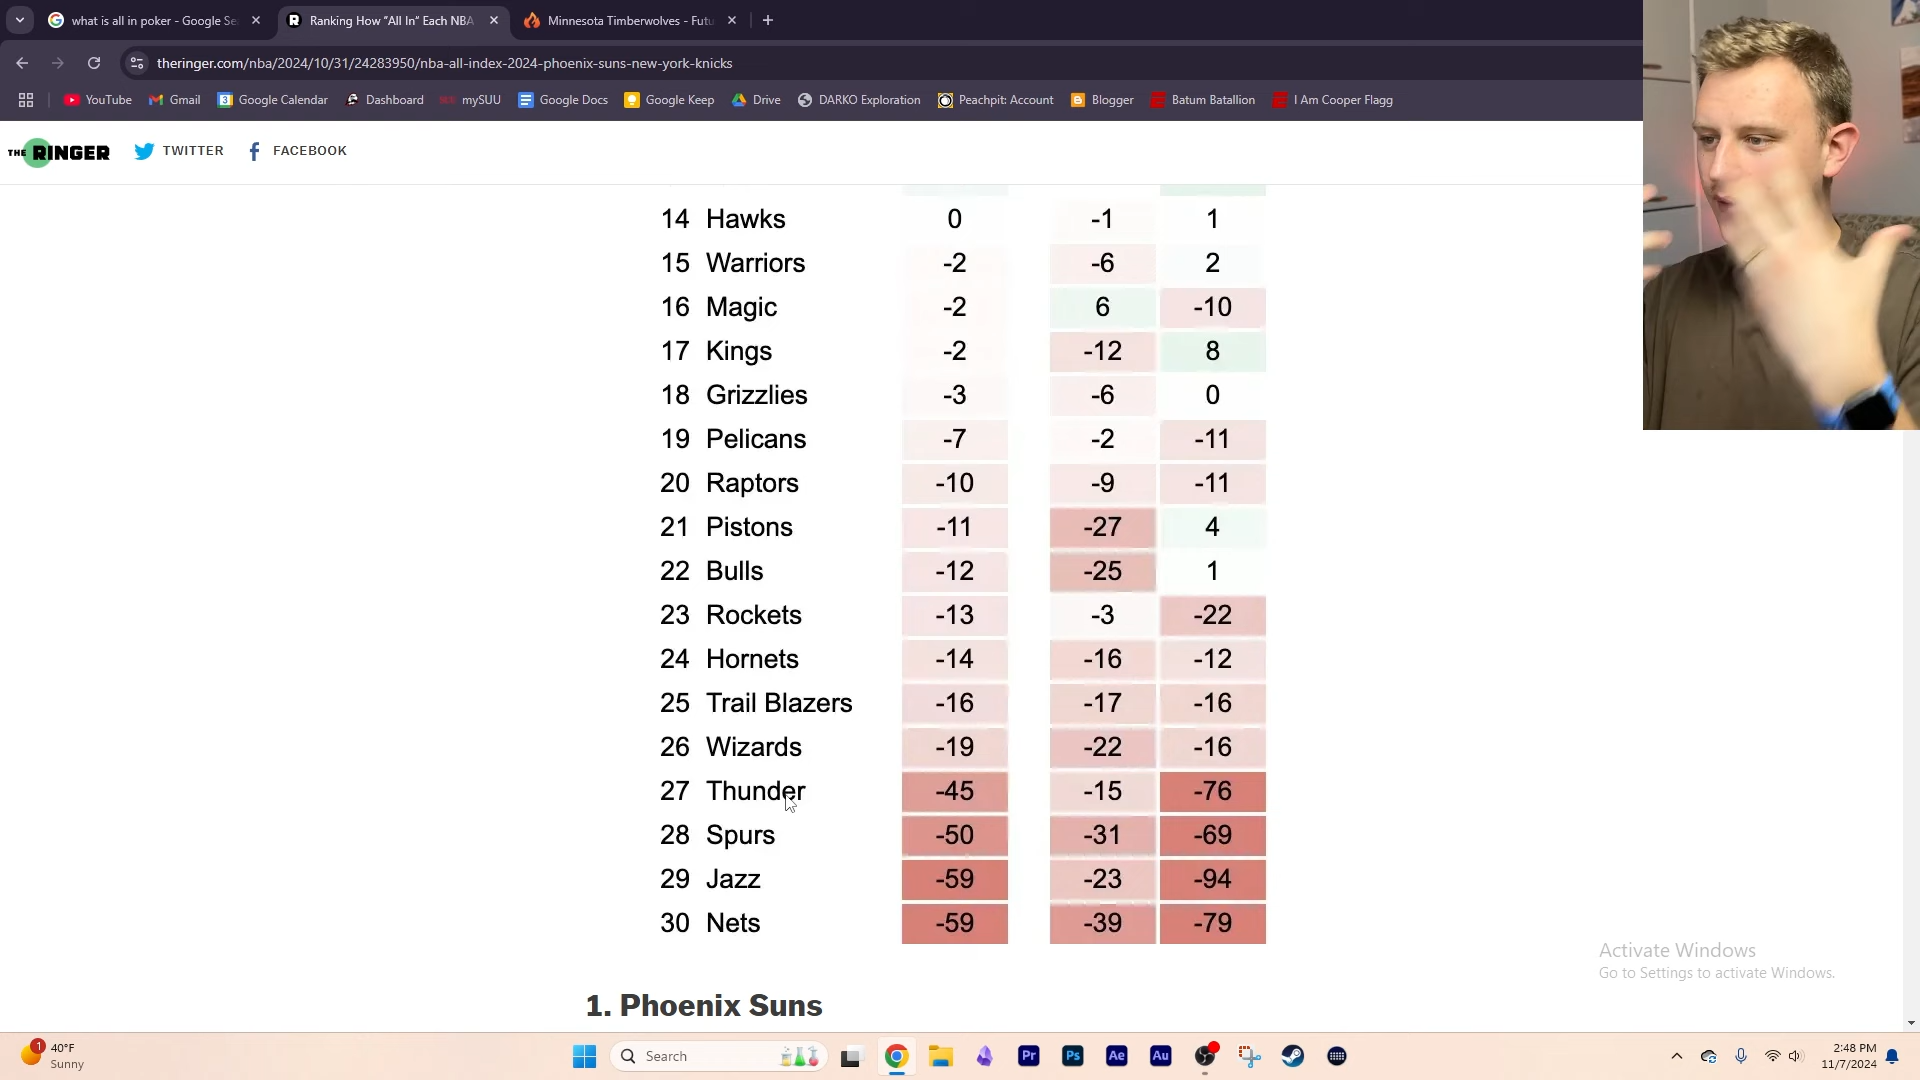 what is all in poker - Google Se
Ranking How "All In" Each NBA
Minnesota Timberwolves - Futu
theringer.com/nba/2024/10/31/24283950/nba-all-index-2024-phoenix-suns-new-york-knicks
YouTube Gmail Google Calendar Dashboard mySUU Google Docs Google Keep Drive DARKO Exploration Peachpit: Account Blogger Batum Batallion I Am Cooper Flagg
THE RINGER TWITTER FACEBOOK
14 Hawks 0 -1 1
15 Warriors -2 -6 2
16 Magic -2 6 -10
17 Kings -2 -12 8
18 Grizzlies -3 -6 0
19 Pelicans -7 -2 -11
20 Raptors -10 -9 -11
21 Pistons -11 -27 4
22 Bulls -12 -25 1
23 Rockets -13 -3 -22
24 Hornets -14 -16 -12
25 Trail Blazers -16 -17 -16
26 Wizards -19 -22 -16
27 Thunder -45 -15 -76
28 Spurs -50 -31 -69
29 Jazz -59 -23 -94
30 Nets -59 -39 -79
Activate Windows
Go to Settings to activate Windows.
1. Phoenix Suns
1 40°F
Sunny
Search
Pr Ps Ae Au
2:48 PM
11/7/2024